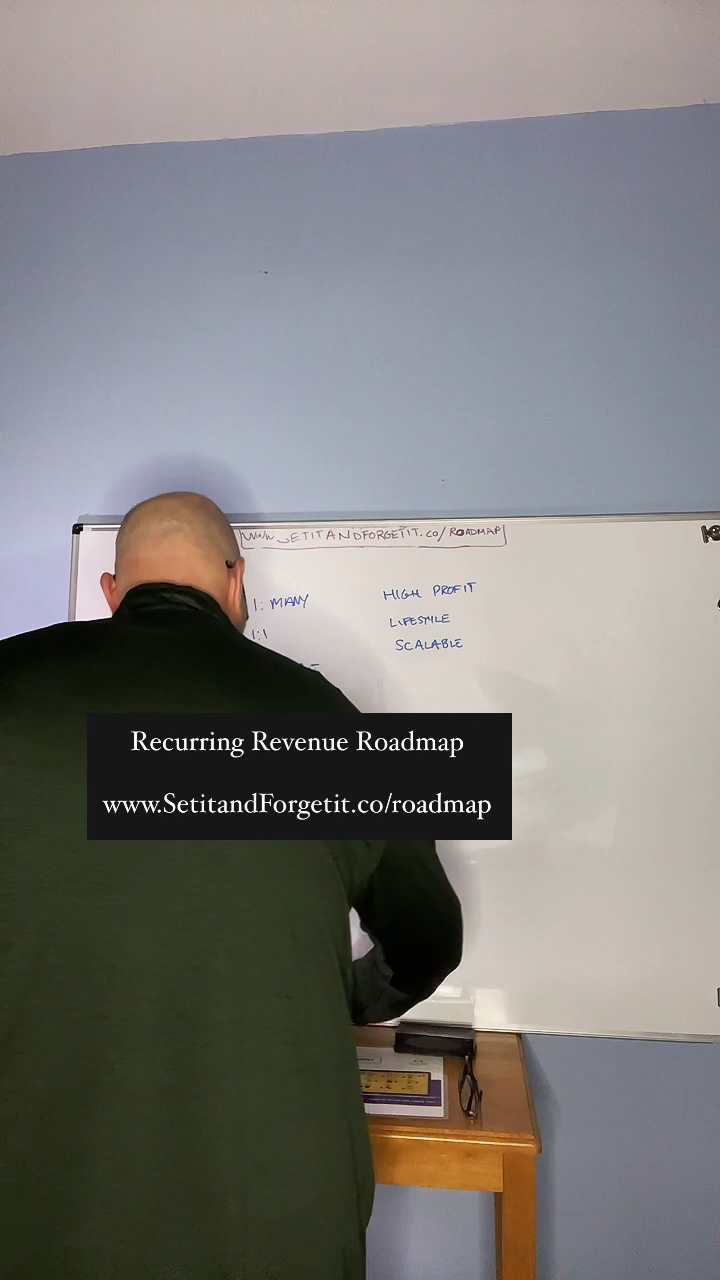 www.SETITANDFORGETIT.CO/ROADMAP
1: MANY
HIGH PROFIT
1:1
LIFESTYLE
SCALABLE
Recurring Revenue Roadmap
www.SetitandForgetit.co/roadmap